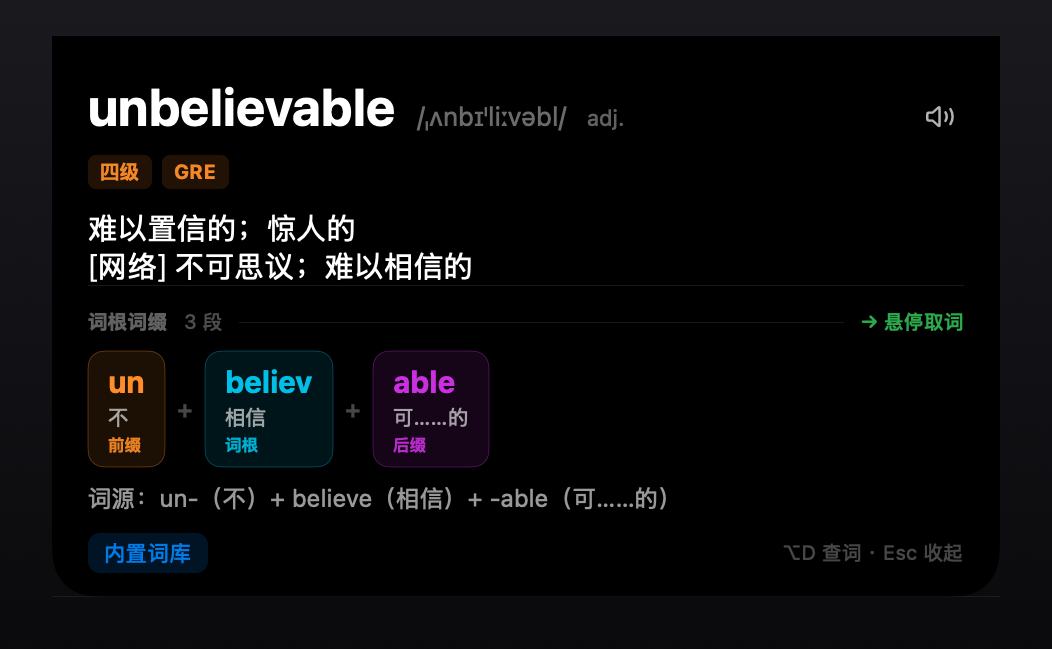 unbelievable /ˌʌnbɪˈliːvəbl/ adj.
四级 GRE
难以置信的；惊人的
[网络] 不可思议；难以相信的
词根词缀 3 段 → 悬停取词
un + believ + able
不 相信 可……的
前缀 词根 后缀
词源：un-（不）+ believe（相信）+ -able（可……的）
内置词库 ⌥D 查词 · Esc 收起